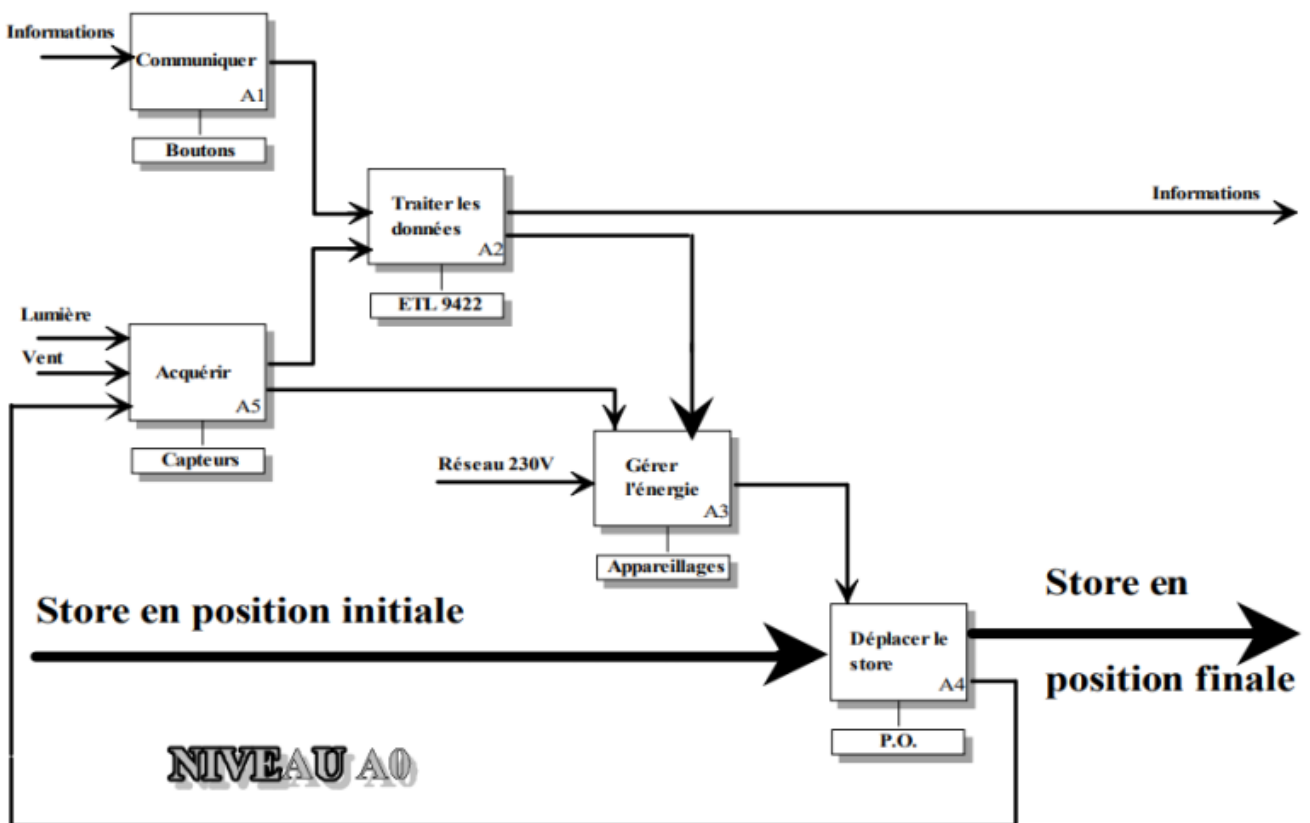 Informations
Communiquer
A1
Boutons
Traiter les
données
A2
ETL 9422
Informations
Lumière
Vent
Acquérir
A5
Capteurs
Réseau 230V
Gérer
l'énergie
A3
Appareillages
Store en position initiale
Déplacer le
store
A4
P.O.
Store en
position finale
NIVEAU A0